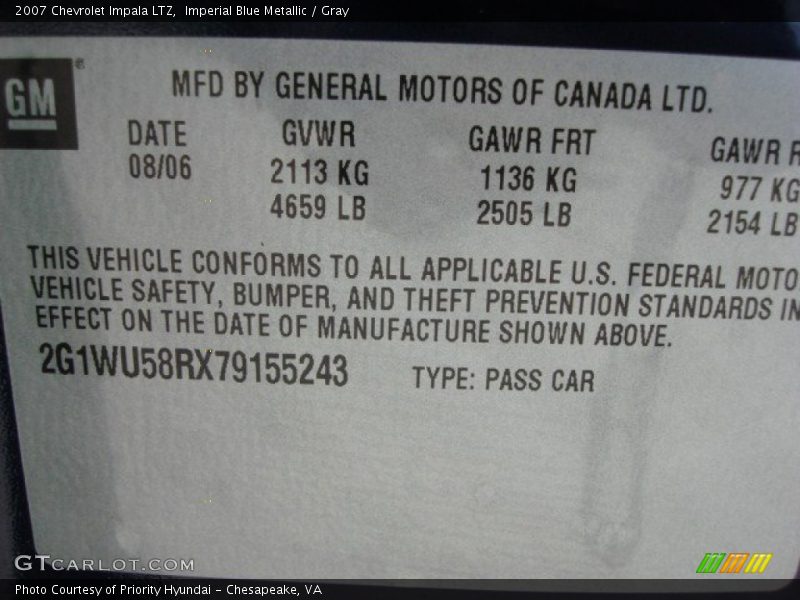 2007 Chevrolet Impala LTZ, Imperial Blue Metallic / Gray
GM ®
MFD BY GENERAL MOTORS OF CANADA LTD.
DATE GVWR GAWR FRT GAWR R
08/06 2113 KG 1136 KG 977 KG
4659 LB 2505 LB 2154 LB
THIS VEHICLE CONFORMS TO ALL APPLICABLE U.S. FEDERAL MOTO
VEHICLE SAFETY, BUMPER, AND THEFT PREVENTION STANDARDS IN
EFFECT ON THE DATE OF MANUFACTURE SHOWN ABOVE.
2G1WU58RX79155243 TYPE: PASS CAR
GTCARLOT.COM
Photo Courtesy of Priority Hyundai - Chesapeake, VA